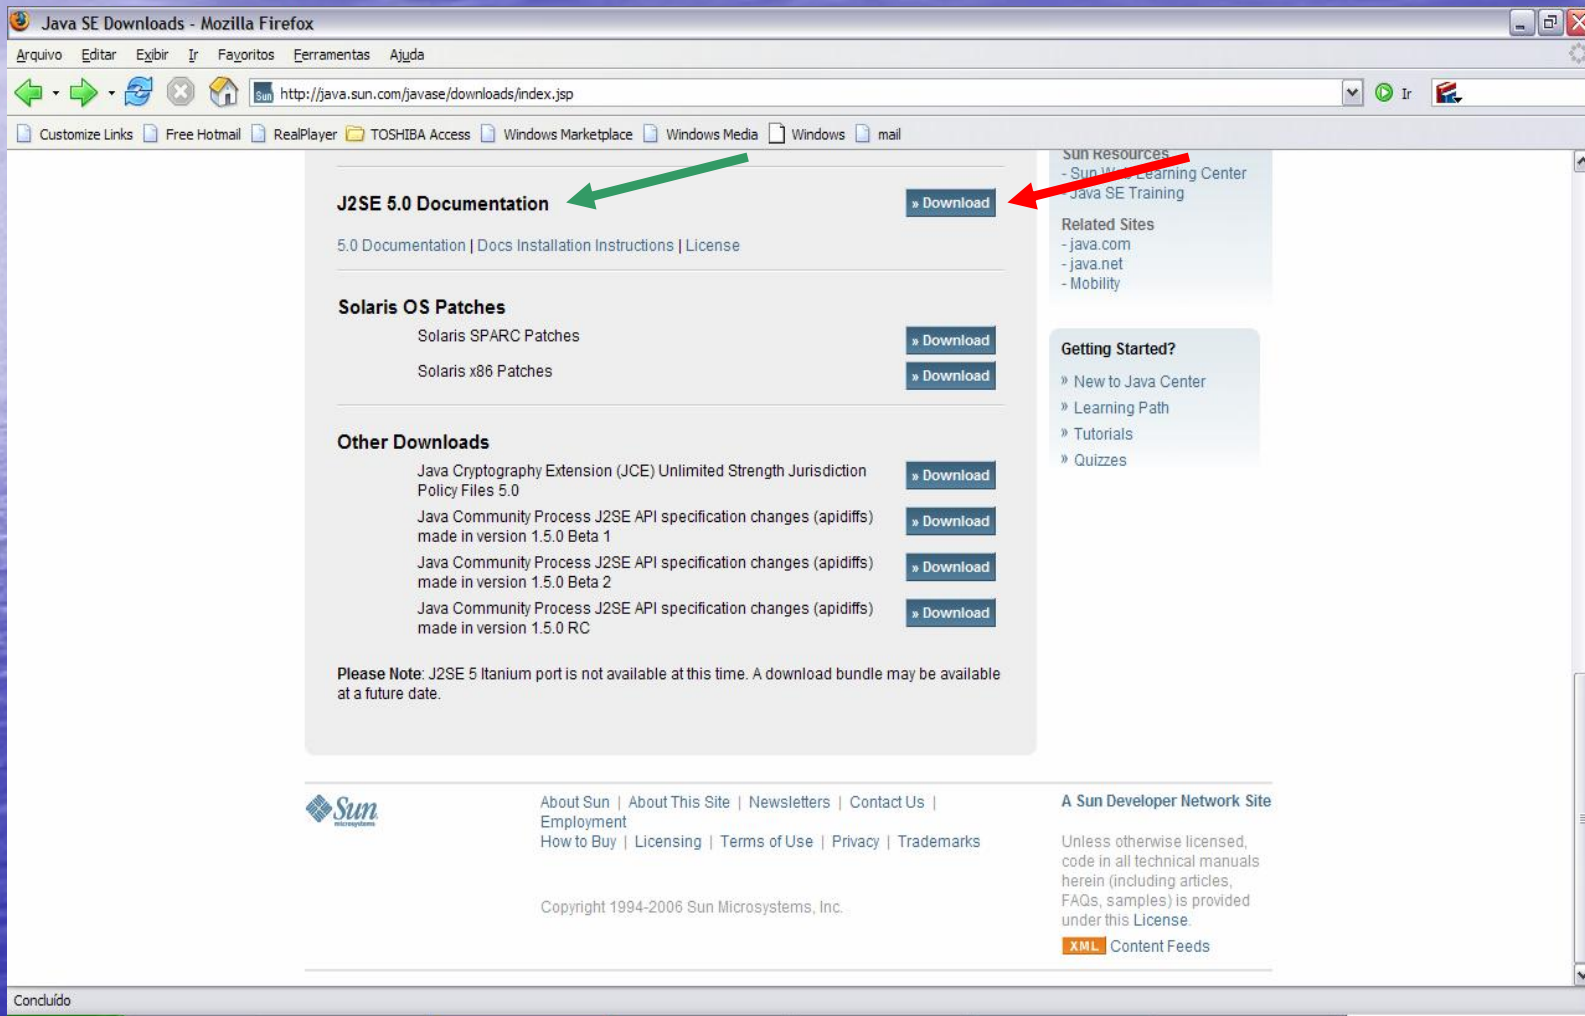 Java SE Downloads - Mozilla Firefox
Arquivo Editar Exibir Ir Favoritos Ferramentas Ajuda
Sun http://java.sun.com/javase/downloads/index.jsp Ir
Customize Links Free Hotmail RealPlayer TOSHIBA Access Windows Marketplace Windows Media Windows mail
J2SE 5.0 Documentation » Download
5.0 Documentation | Docs Installation Instructions | License
Solaris OS Patches
Solaris SPARC Patches » Download
Solaris x86 Patches » Download
Other Downloads
Java Cryptography Extension (JCE) Unlimited Strength Jurisdiction
Policy Files 5.0 » Download
Java Community Process J2SE API specification changes (apidiffs)
made in version 1.5.0 Beta 1 » Download
Java Community Process J2SE API specification changes (apidiffs)
made in version 1.5.0 Beta 2 » Download
Java Community Process J2SE API specification changes (apidiffs)
made in version 1.5.0 RC » Download
Please Note: J2SE 5 Itanium port is not available at this time. A download bundle may be available
at a future date.
Sun Resources
- Sun Web Learning Center
- Java SE Training
Related Sites
- java.com
- java.net
- Mobility
Getting Started?
» New to Java Center
» Learning Path
» Tutorials
» Quizzes
Sun
microsystems
About Sun | About This Site | Newsletters | Contact Us |
Employment
How to Buy | Licensing | Terms of Use | Privacy | Trademarks
Copyright 1994-2006 Sun Microsystems, Inc.
A Sun Developer Network Site
Unless otherwise licensed,
code in all technical manuals
herein (including articles,
FAQs, samples) is provided
under this License.
XML Content Feeds
Concluído